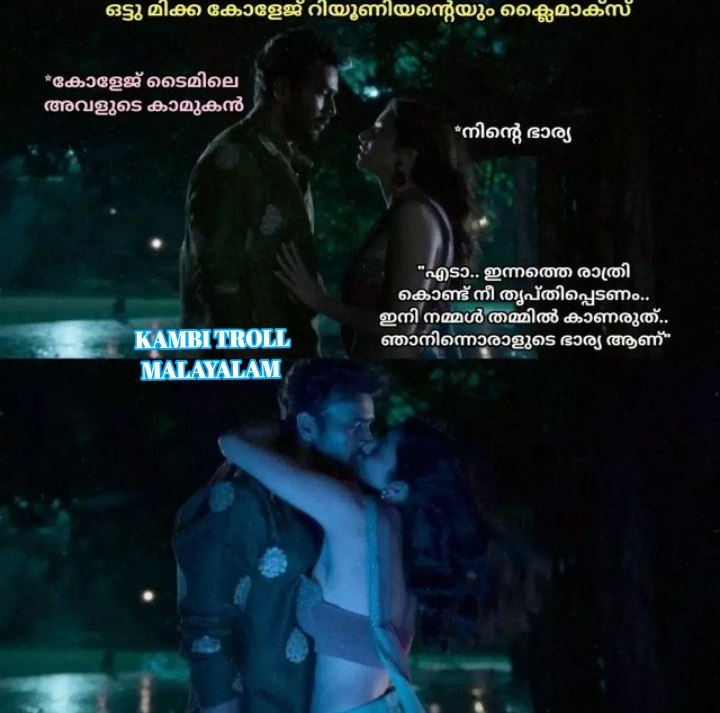 ഒട്ടു മിക്ക കോളേജ് റിയൂണിയന്റെയും ക്ലൈമാക്സ്
*കോളേജ് ടൈമിലെ
അവളുടെ കാമുകൻ
*നിന്റെ ഭാര്യ
"എടാ.. ഇന്നത്തെ രാത്രി
കൊണ്ട് നീ തൃപ്തിപ്പെടണം..
ഇനി നമ്മൾ തമ്മിൽ കാണരുത്..
ഞാനിന്നൊരാളുടെ ഭാര്യ ആണ്"
KAMBI TROLL
MALAYALAM